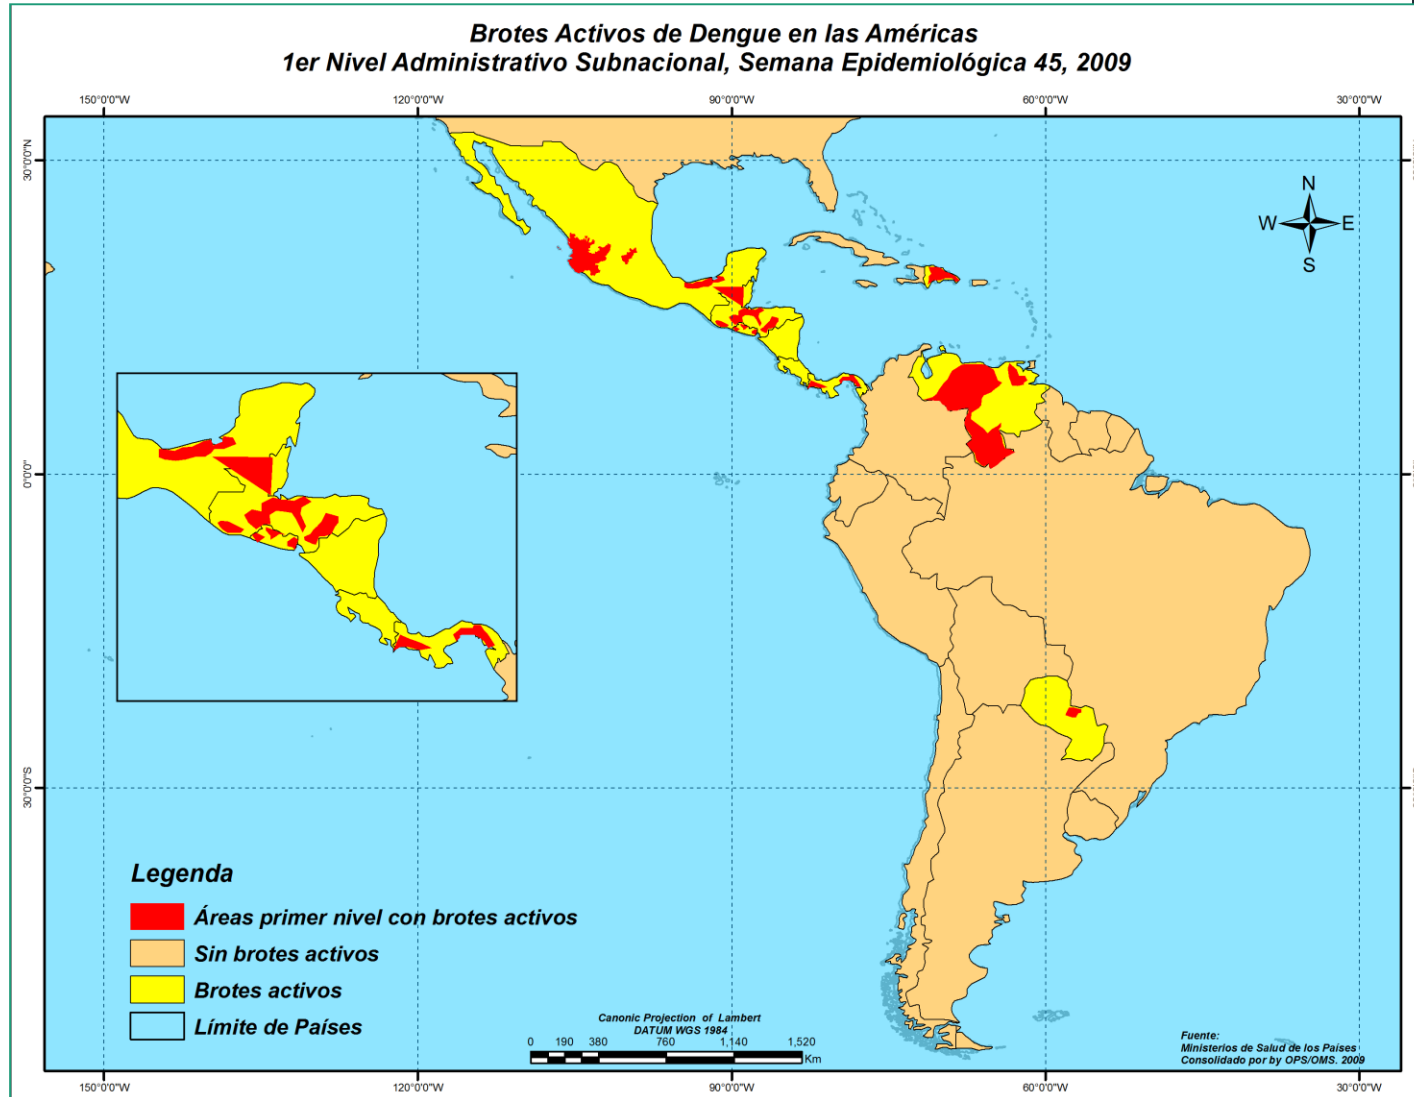 Brotes Activos de Dengue en las Américas
1er Nivel Administrativo Subnacional, Semana Epidemiológica 45, 2009
150°0'0"W 120°0'0"W 90°0'0"W 60°0'0"W 30°0'0"W
30°0'0"N
N
W E
S
0°0'0"
30°0'0"S
Legenda
Áreas primer nivel con brotes activos
Sin brotes activos
Brotes activos
Límite de Países
Canonic Projection of Lambert
DATUM WGS 1984
0 190 380 760 1,140 1,520
Km
Fuente:
Ministerios de Salud de los Países
Consolidado por by OPS/OMS. 2009
150°0'0"W 120°0'0"W 90°0'0"W 60°0'0"W 30°0'0"W